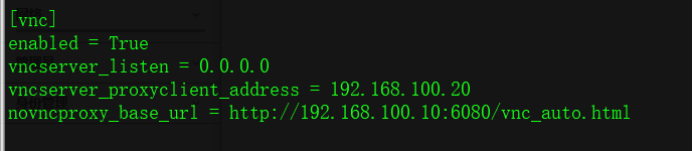 [vnc]
enabled = True
vncserver_listen = 0.0.0.0
vncserver_proxyclient_address = 192.168.100.20
novncproxy_base_url = http://192.168.100.10:6080/vnc_auto.html